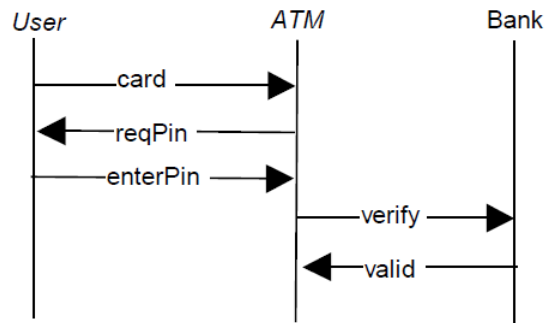 User ATM Bank
card
reqPin
enterPin
verify
valid